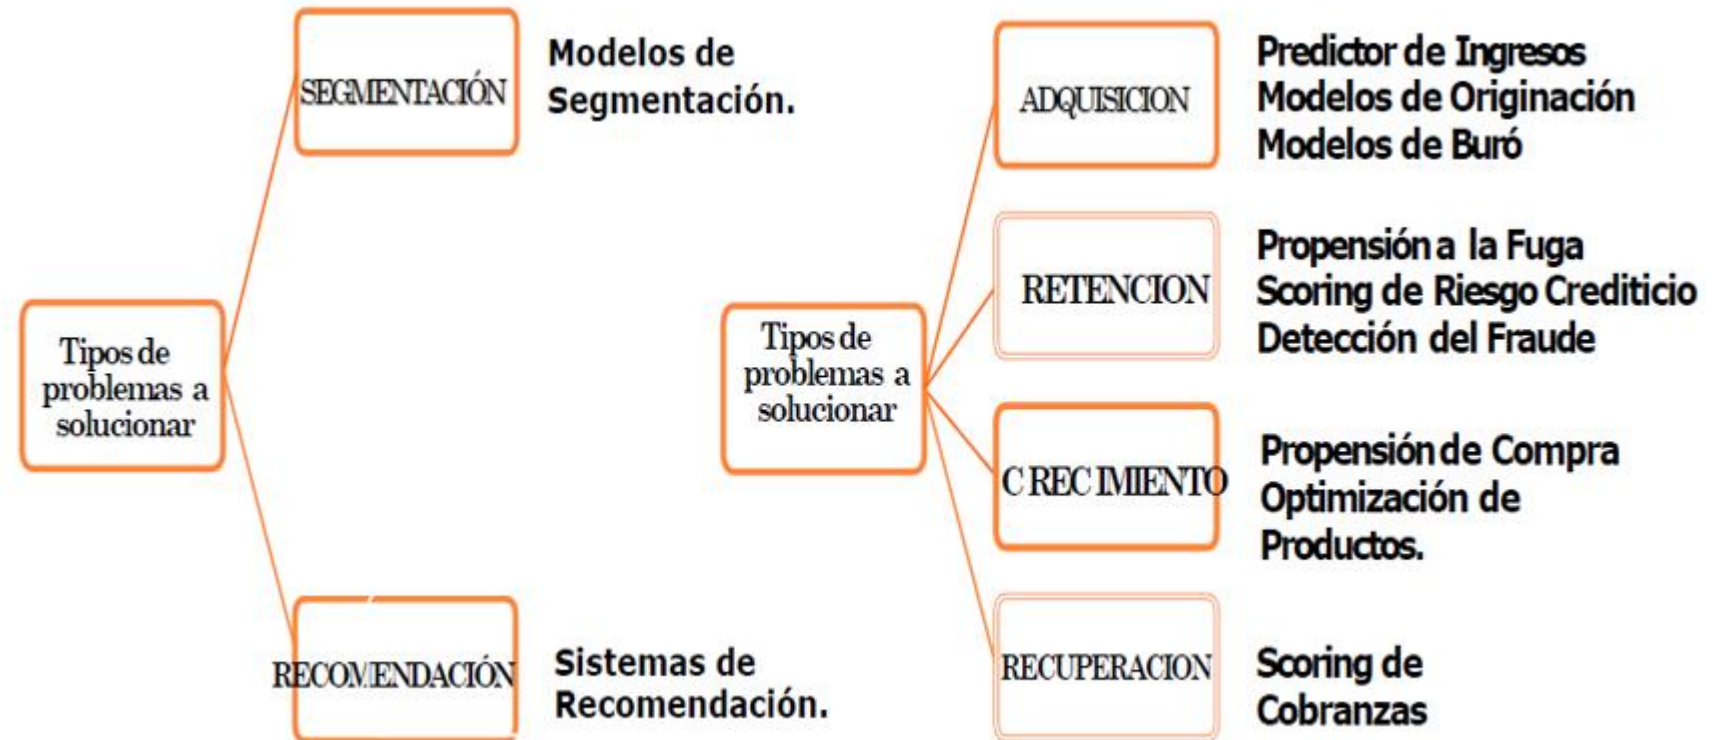 SEGMENTACIÓN
Modelos de
Segmentación.
Tipos de
problemas a
solucionar
RECOMENDACIÓN
Sistemas de
Recomendación.
ADQUISICION
Predictor de Ingresos
Modelos de Originación
Modelos de Buró
Tipos de
problemas a
solucionar
RETENCION
Propensión a la Fuga
Scoring de Riesgo Crediticio
Detección del Fraude
CRECIMIENTO
Propensión de Compra
Optimización de
Productos.
RECUPERACION
Scoring de
Cobranzas